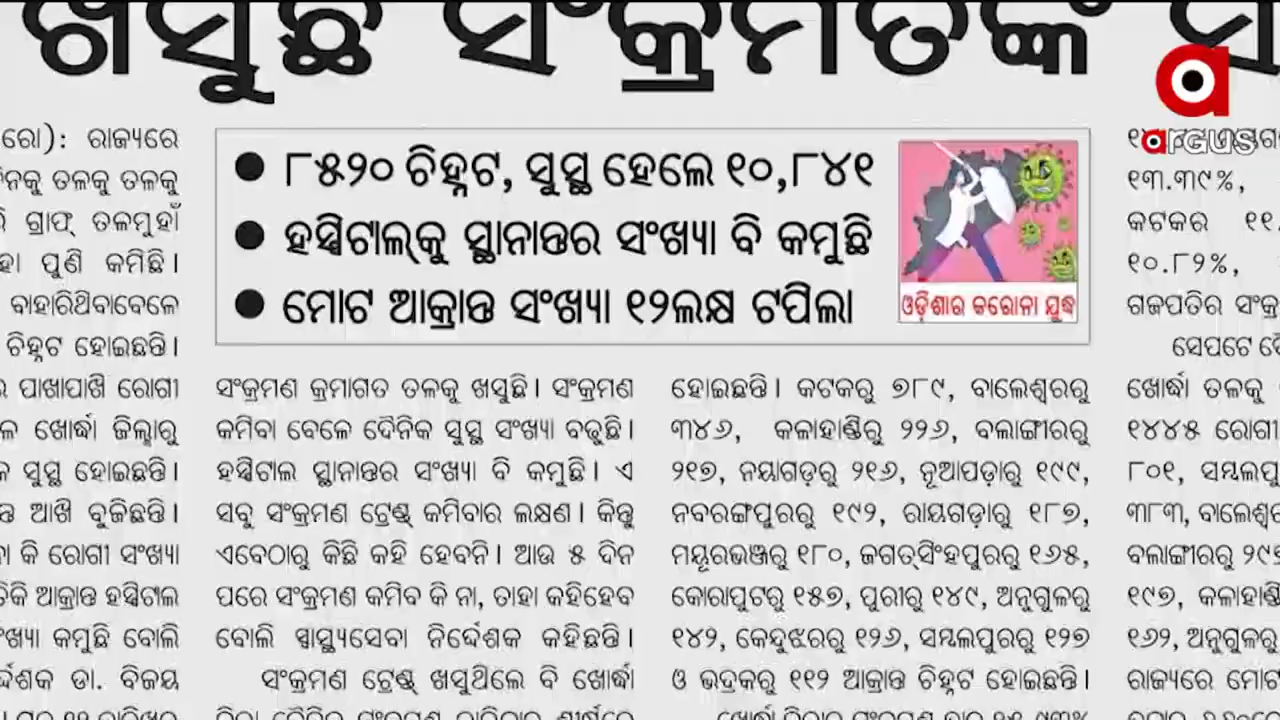 ଖସୁଛି ସଂକ୍ରମିତଙ୍କ
ରୋ): ରାଜ୍ୟରେ
ତଳକୁ ତଳକୁ
ଗ୍ରାଫ୍ ତଳମୁହାଁ
ପୁଣି କମିଛି।
ବାହାରିଥିବାବେଳେ
ଚିହ୍ନଟ ହୋଇଛନ୍ତି।
ପାଖାପାଖି ରୋଗୀ
ଖୋର୍ଦ୍ଧା ଜିଲ୍ଲାରୁ
ସୁସ୍ଥ ହୋଇଛନ୍ତି।
ଆଖି ବୁଜିଛନ୍ତି।
କି ରୋଗୀ ସଂଖ୍ୟା
ଆକ୍ରାନ୍ତ ହସ୍ପିଟାଲ
କମୁଛି ବୋଲି
ଡା. ବିଜୟ
• ୮୫୨୦ ଚିହ୍ନଟ, ସୁସ୍ଥ ହେଲେ ୧୦,୮୪୧
• ହସ୍ପିଟାଲ୍‌କୁ ସ୍ଥାନାନ୍ତର ସଂଖ୍ୟା ବି କମୁଛି
• ମୋଟ ଆକ୍ରାନ୍ତ ସଂଖ୍ୟା ୧୨ଲକ୍ଷ ଟପିଲା
ଓଡ଼ିଶାର କରୋନା ଯୁଦ୍ଧ
ସଂକ୍ରମଣ କ୍ରମାଗତ ତଳକୁ ଖସୁଛି। ସଂକ୍ରମଣ
କମିବା ବେଳେ ଦୈନିକ ସୁସ୍ଥ ସଂଖ୍ୟା ବଢୁଛି।
ହସ୍ପିଟାଲ ସ୍ଥାନାନ୍ତର ସଂଖ୍ୟା ବି କମୁଛି। ଏ
ସବୁ ସଂକ୍ରମଣ ଟ୍ରେଣ୍ଡ୍ କମିବାର ଲକ୍ଷଣ। କିନ୍ତୁ
ଏବେଠାରୁ କିଛି କହି ହେବନି। ଆଉ ୫ ଦିନ
ପରେ ସଂକ୍ରମଣ କମିବ କି ନା, ତାହା କହିହେବ
ବୋଲି ସ୍ୱାସ୍ଥ୍ୟସେବା ନିର୍ଦ୍ଦେଶକ କହିଛନ୍ତି।
ସଂକ୍ରମଣ ଟ୍ରେଣ୍ଡ୍ ଖସୁଥିଲେ ବି ଖୋର୍ଦ୍ଧା
ହୋଇଛନ୍ତି। କଟକରୁ ୭୮୯, ବାଲେଶ୍ୱରରୁ
୩୪୬, କଳାହାଣ୍ଡିରୁ ୨୨୬, ବଲାଙ୍ଗୀରରୁ
୨୧୭, ନୟାଗଡ଼ରୁ ୨୧୬, ନୂଆପଡ଼ାରୁ ୧୯୯,
ନବରଙ୍ଗପୁରରୁ ୧୯୨, ରାୟଗଡ଼ାରୁ ୧୮୭,
ମୟୂରଭଞ୍ଜରୁ ୧୮୦, ଜଗତ୍‌ସିଂହପୁରରୁ ୧୬୫,
କୋରାପୁଟରୁ ୧୫୭, ପୁରୀରୁ ୧୪୯, ଅନୁଗୁଳରୁ
୧୪୨, କେନ୍ଦୁଝରରୁ ୧୨୬, ସମ୍ବଲପୁରରୁ ୧୨୭
ଓ ଭଦ୍ରକରୁ ୧୧୨ ଆକ୍ରାନ୍ତ ଚିହ୍ନଟ ହୋଇଛନ୍ତି।
argus
୧୩.୩୯%,
କଟକର
୧୦.୮୨%,
ଗଜପତିର
ସେପଟେ
ଖୋର୍ଦ୍ଧା ତଳକୁ
୧୪୪୫ ରୋଗୀ
୮୦୧,
୩୮୩,
ବଲାଙ୍ଗୀରରୁ
୧୯୭,
୧୬୨, ଅନୁଗୁଳରୁ
ରାଜ୍ୟରେ ମୋଟ